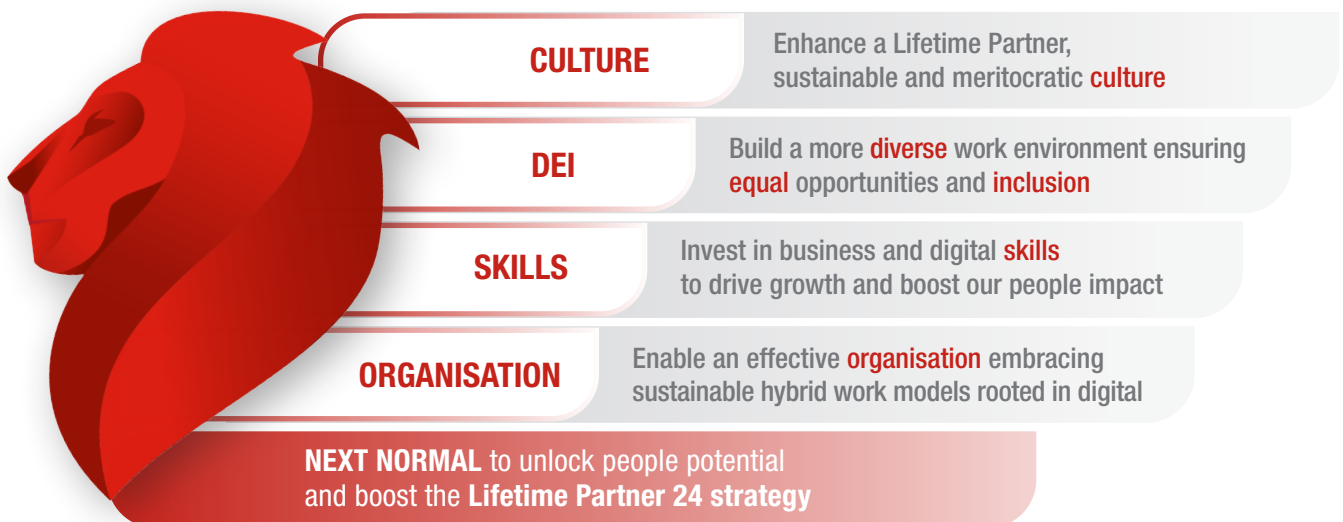 CULTURE
Enhance a Lifetime Partner,
sustainable and meritocratic culture
DEI
Build a more diverse work environment ensuring
equal opportunities and inclusion
SKILLS
Invest in business and digital skills
to drive growth and boost our people impact
ORGANISATION
Enable an effective organisation embracing
sustainable hybrid work models rooted in digital
NEXT NORMAL to unlock people potential
and boost the Lifetime Partner 24 strategy